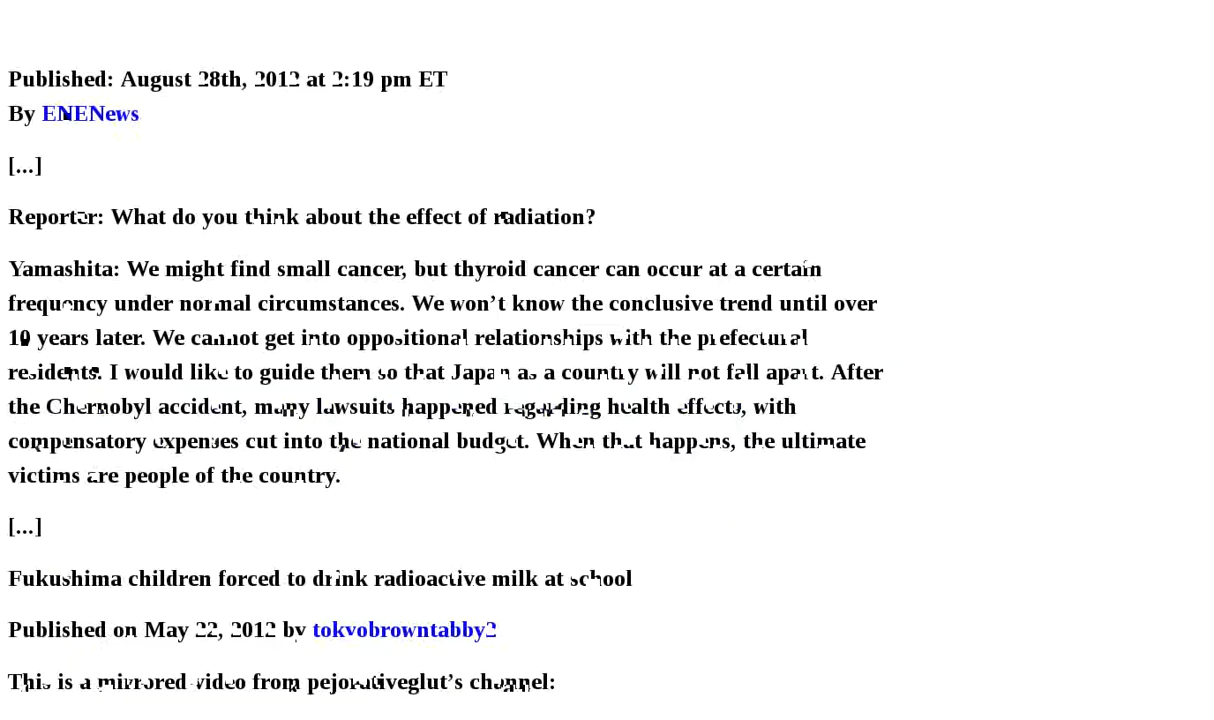 Published: August 28th, 2012 at 2:19 pm ET
By ENENews
[...]
Reporter: What do you think about the effect of radiation?
Yamashita: We might find small cancer, but thyroid cancer can occur at a certain
frequency under normal circumstances. We won’t know the conclusive trend until over
10 years later. We cannot get into oppositional relationships with the prefectural
residents. I would like to guide them so that Japan as a country will not fall apart. After
the Chernobyl accident, many lawsuits happened regarding health effects, with
compensatory expenses cut into the national budget. When that happens, the ultimate
victims are people of the country.
[...]
Fukushima children forced to drink radioactive milk at school
Published on May 22, 2012 by tokyobrowntabby2
This is a mirrored video from pejorativeglut’s channel: